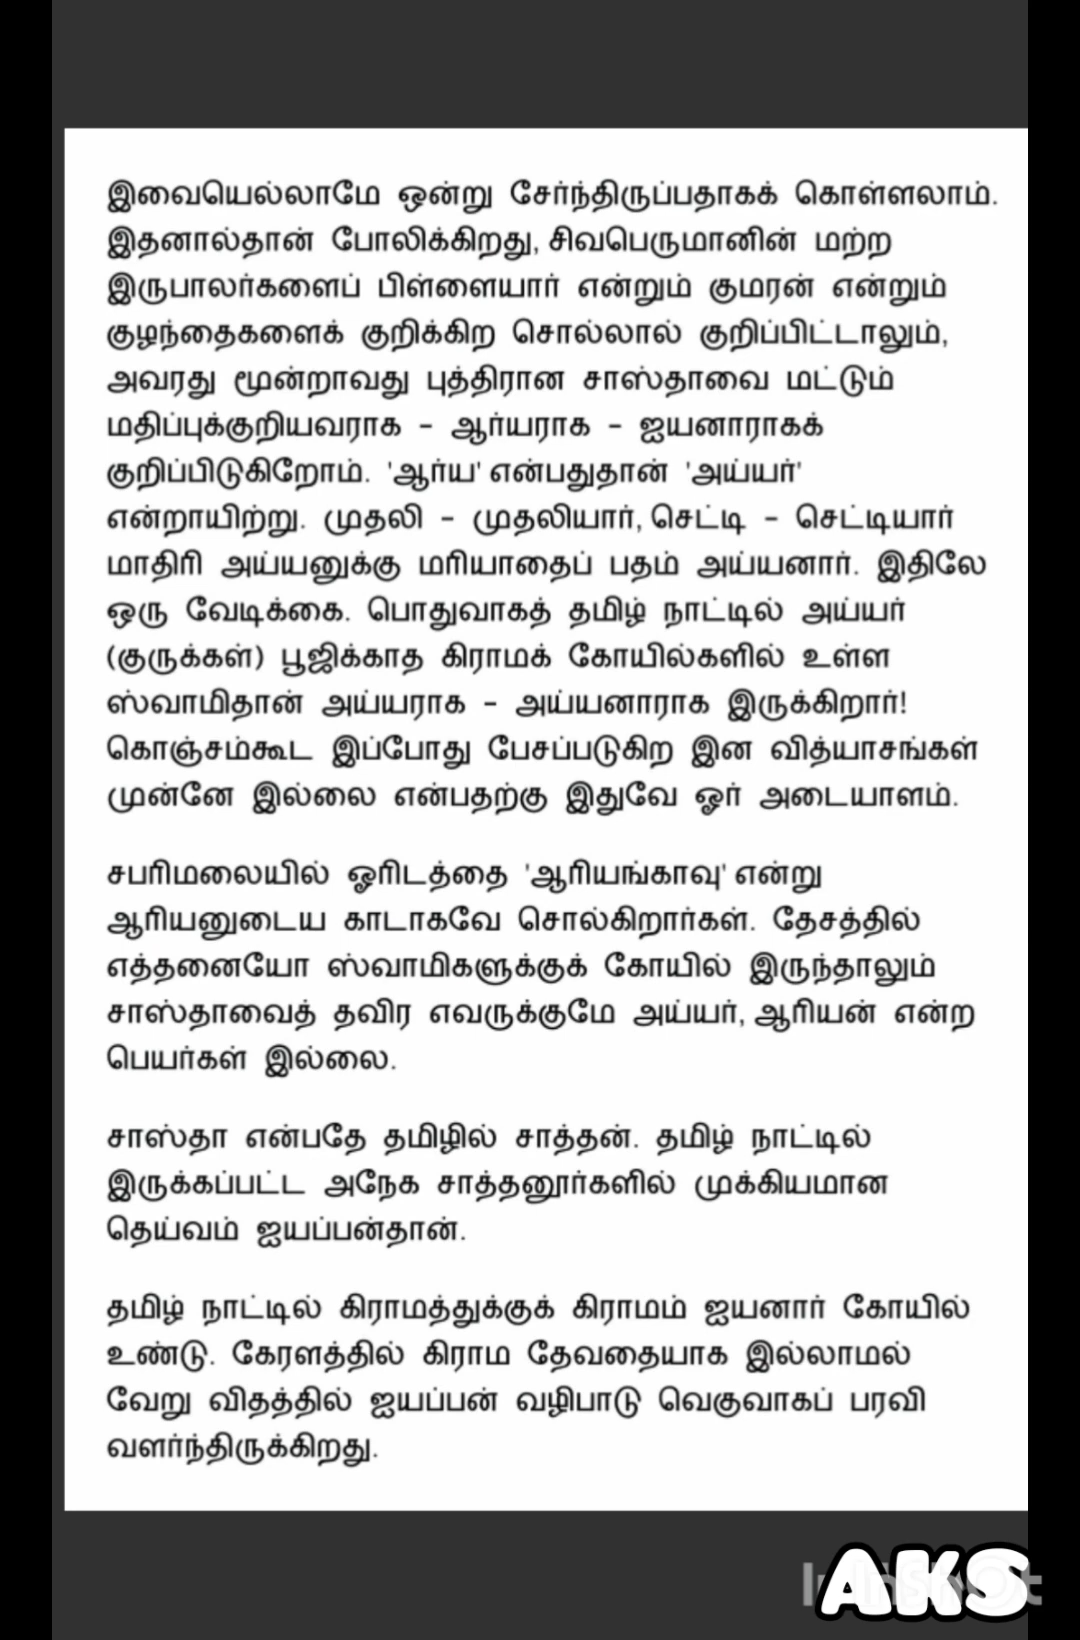 இவையெல்லாமே ஒன்று சேர்ந்திருப்பதாகக் கொள்ளலாம்.
இதனால்தான் போலிக்கிறது, சிவபெருமானின் மற்ற
இருபாலர்களைப் பிள்ளையார் என்றும் குமரன் என்றும்
குழந்தைகளைக் குறிக்கிற சொல்லால் குறிப்பிட்டாலும்,
அவரது மூன்றாவது புத்திரான சாஸ்தாவை மட்டும்
மதிப்புக்குறியவராக - ஆர்யராக - ஐயனாராகக்
குறிப்பிடுகிறோம். 'ஆர்ய' என்பதுதான் 'அய்யர்'
என்றாயிற்று. முதலி - முதலியார், செட்டி - செட்டியார்
மாதிரி அய்யனுக்கு மரியாதைப் பதம் அய்யனார். இதிலே
ஒரு வேடிக்கை. பொதுவாகத் தமிழ் நாட்டில் அய்யர்
(குருக்கள்) பூஜிக்காத கிராமக் கோயில்களில் உள்ள
ஸ்வாமிதான் அய்யராக - அய்யனாராக இருக்கிறார்!
கொஞ்சம்கூட இப்போது பேசப்படுகிற இன வித்யாசங்கள்
முன்னே இல்லை என்பதற்கு இதுவே ஓர் அடையாளம்.
சபரிமலையில் ஓரிடத்தை 'ஆரியங்காவு' என்று
ஆரியனுடைய காடாகவே சொல்கிறார்கள். தேசத்தில்
எத்தனையோ ஸ்வாமிகளுக்குக் கோயில் இருந்தாலும்
சாஸ்தாவைத் தவிர எவருக்குமே அய்யர், ஆரியன் என்ற
பெயர்கள் இல்லை.
சாஸ்தா என்பதே தமிழில் சாத்தன். தமிழ் நாட்டில்
இருக்கப்பட்ட அநேக சாத்தனூர்களில் முக்கியமான
தெய்வம் ஐயப்பன்தான்.
தமிழ் நாட்டில் கிராமத்துக்குக் கிராமம் ஐயனார் கோயில்
உண்டு. கேரளத்தில் கிராம தேவதையாக இல்லாமல்
வேறு விதத்தில் ஐயப்பன் வழிபாடு வெகுவாகப் பரவி
வளர்ந்திருக்கிறது.
AKS